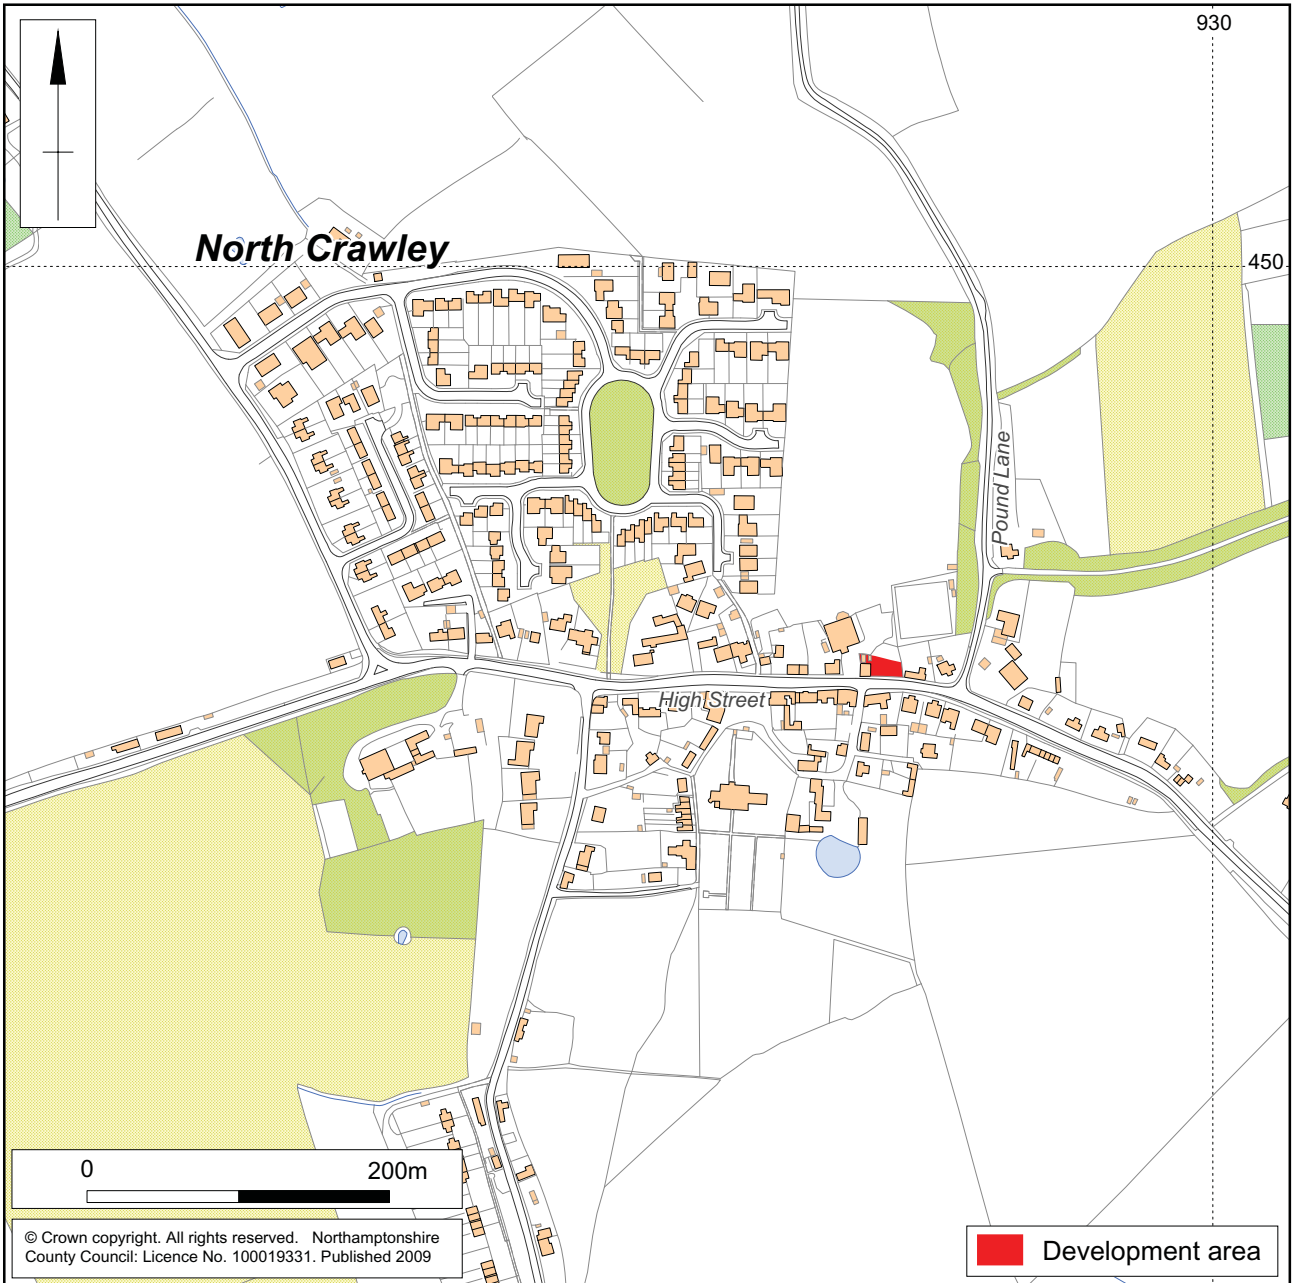 930
North Crawley
450
Pound Lane
High Street
0 200m
© Crown copyright. All rights reserved. Northamptonshire
County Council: Licence No. 100019331. Published 2009
Development area